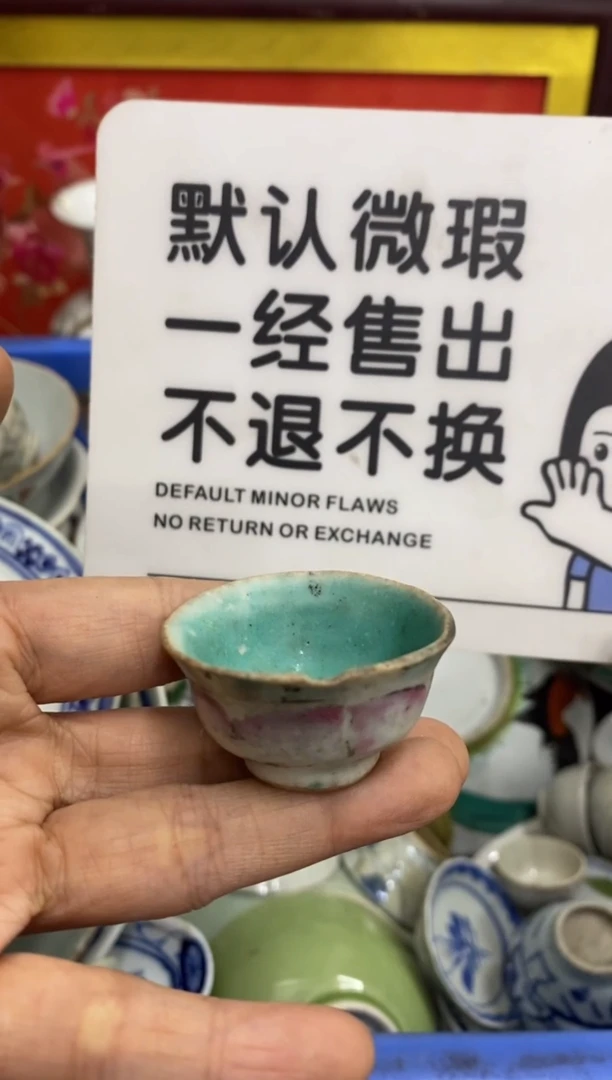 默认微瑕
一经售出
不退不换
DEFAULT MINOR FLAWS
NO RETURN OR EXCHANGE